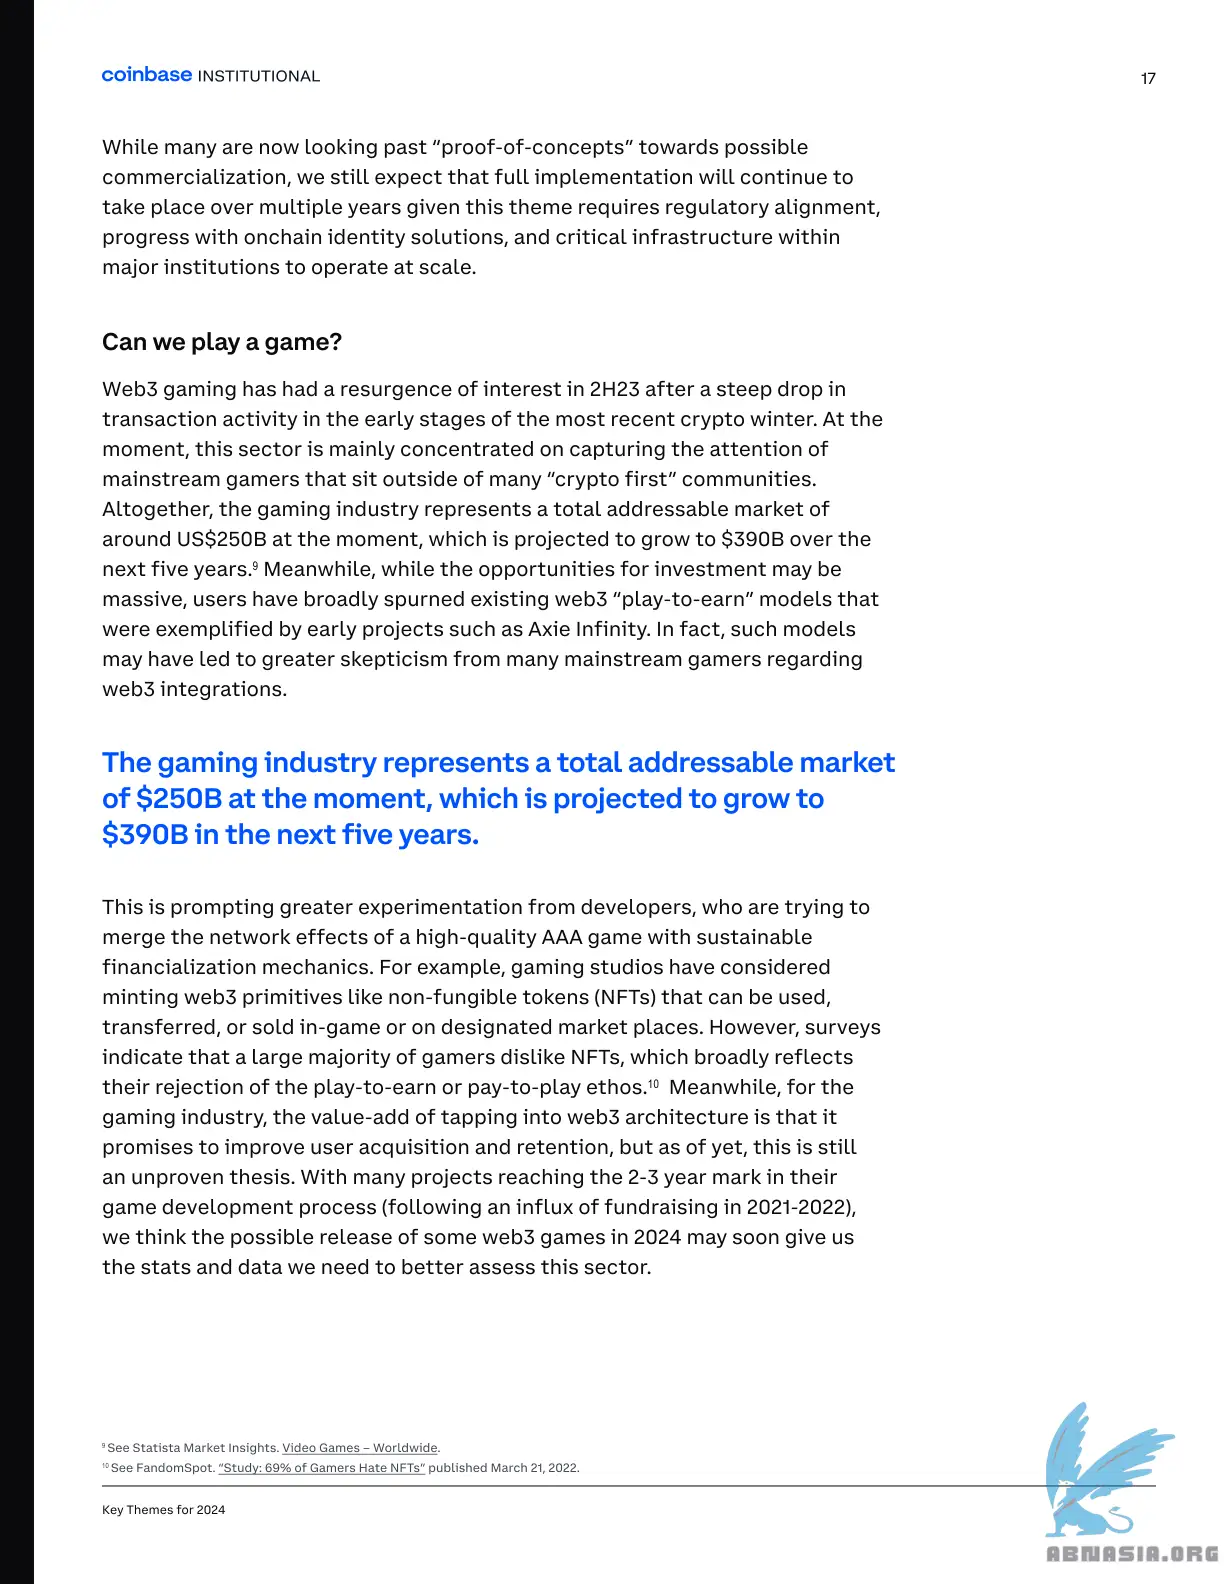 coinbase INSTITUTIONAL
17
While many are now looking past “proof-of-concepts” towards possible
commercialization, we still expect that full implementation will continue to
take place over multiple years given this theme requires regulatory alignment,
progress with onchain identity solutions, and critical infrastructure within
major institutions to operate at scale.
Can we play a game?
Web3 gaming has had a resurgence of interest in 2H23 after a steep drop in
transaction activity in the early stages of the most recent crypto winter. At the
moment, this sector is mainly concentrated on capturing the attention of
mainstream gamers that sit outside of many “crypto first” communities.
Altogether, the gaming industry represents a total addressable market of
around US$250B at the moment, which is projected to grow to $390B over the
next five years.⁹ Meanwhile, while the opportunities for investment may be
massive, users have broadly spurned existing web3 “play-to-earn” models that
were exemplified by early projects such as Axie Infinity. In fact, such models
may have led to greater skepticism from many mainstream gamers regarding
web3 integrations.
The gaming industry represents a total addressable market
of $250B at the moment, which is projected to grow to
$390B in the next five years.
This is prompting greater experimentation from developers, who are trying to
merge the network effects of a high-quality AAA game with sustainable
financialization mechanics. For example, gaming studios have considered
minting web3 primitives like non-fungible tokens (NFTs) that can be used,
transferred, or sold in-game or on designated market places. However, surveys
indicate that a large majority of gamers dislike NFTs, which broadly reflects
their rejection of the play-to-earn or pay-to-play ethos.¹⁰ Meanwhile, for the
gaming industry, the value-add of tapping into web3 architecture is that it
promises to improve user acquisition and retention, but as of yet, this is still
an unproven thesis. With many projects reaching the 2-3 year mark in their
game development process (following an influx of fundraising in 2021-2022),
we think the possible release of some web3 games in 2024 may soon give us
the stats and data we need to better assess this sector.
⁹ See Statista Market Insights. Video Games – Worldwide.
¹⁰ See FandomSpot. “Study: 69% of Gamers Hate NFTs” published March 21, 2022.
Key Themes for 2024
ABNASIA.ORG